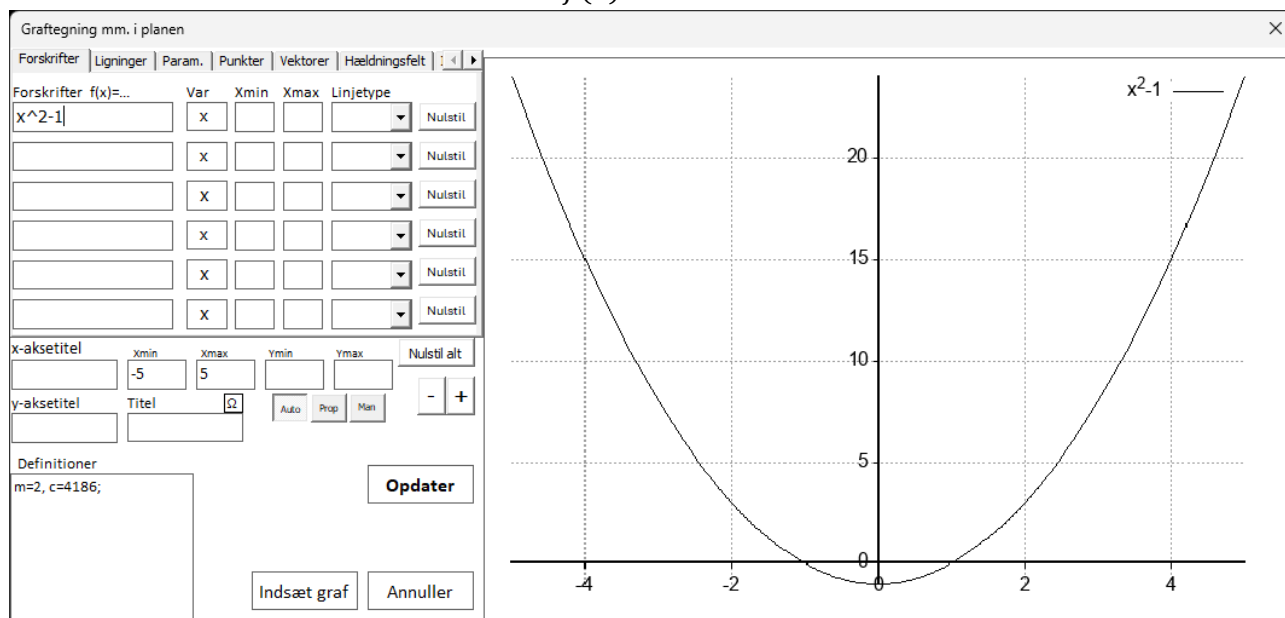 Graftegning mm. i planen
Forskrifter Ligninger Param. Punkter Vektorer Hældningsfelt
Forskrifter f(x)=... Var Xmin Xmax Linjetype
x^2-1 x Nulstil
x Nulstil
x Nulstil
x Nulstil
x Nulstil
x Nulstil
x-aksetitel Xmin Xmax Ymin Ymax Nulstil alt
-5 5
- +
y-aksetitel Titel Ω Auto Prop Man
Definitioner
m=2, c=4186;
Opdater
Indsæt graf Annuller
x²-1
20
15
10
5
0
-4 -2 0 2 4